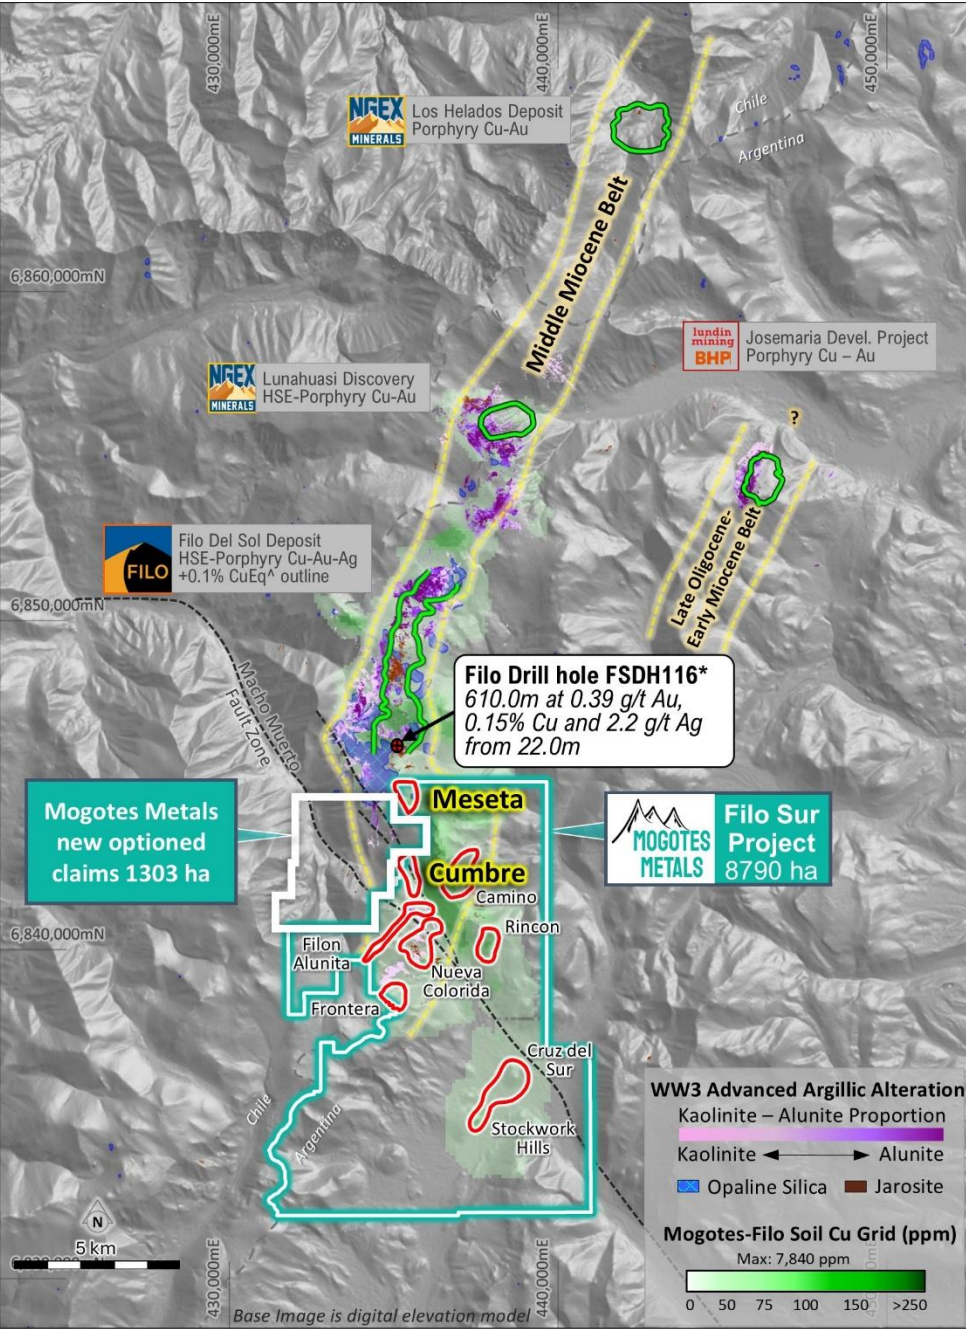 430,000mE
440,000mE
450,000mE
NGEX
MINERALS
Los Helados Deposit
Porphyry Cu-Au
Chile
Argentina
Middle Miocene Belt
6,860,000mN
lundin
mining
BHP
Josemaria Devel. Project
Porphyry Cu – Au
NGEX
MINERALS
Lunahuasi Discovery
HSE-Porphyry Cu-Au
?
Late Oligocene-
Early Miocene Belt
FILO
Filo Del Sol Deposit
HSE-Porphyry Cu-Au-Ag
+0.1% CuEq^ outline
6,850,000mN
Macho Muerto
Fault Zone
Filo Drill hole FSDH116*
610.0m at 0.39 g/t Au,
0.15% Cu and 2.2 g/t Ag
from 22.0m
Mogotes Metals
new optioned
claims 1303 ha
Meseta
MOGOTES
METALS
Filo Sur
Project
8790 ha
Cumbre
Camino
Rincon
6,840,000mN
Filon
Alunita
Nueva
Colorida
Frontera
Cruz del
Sur
Stockwork
Hills
Chile
Argentina
WW3 Advanced Argillic Alteration
Kaolinite – Alunite Proportion
Kaolinite
Alunite
Opaline Silica
Jarosite
Mogotes-Filo Soil Cu Grid (ppm)
Max: 7,840 ppm
0 50 75 100 150 >250
N
5 km
430,000mE
440,000mE
Base Image is digital elevation model